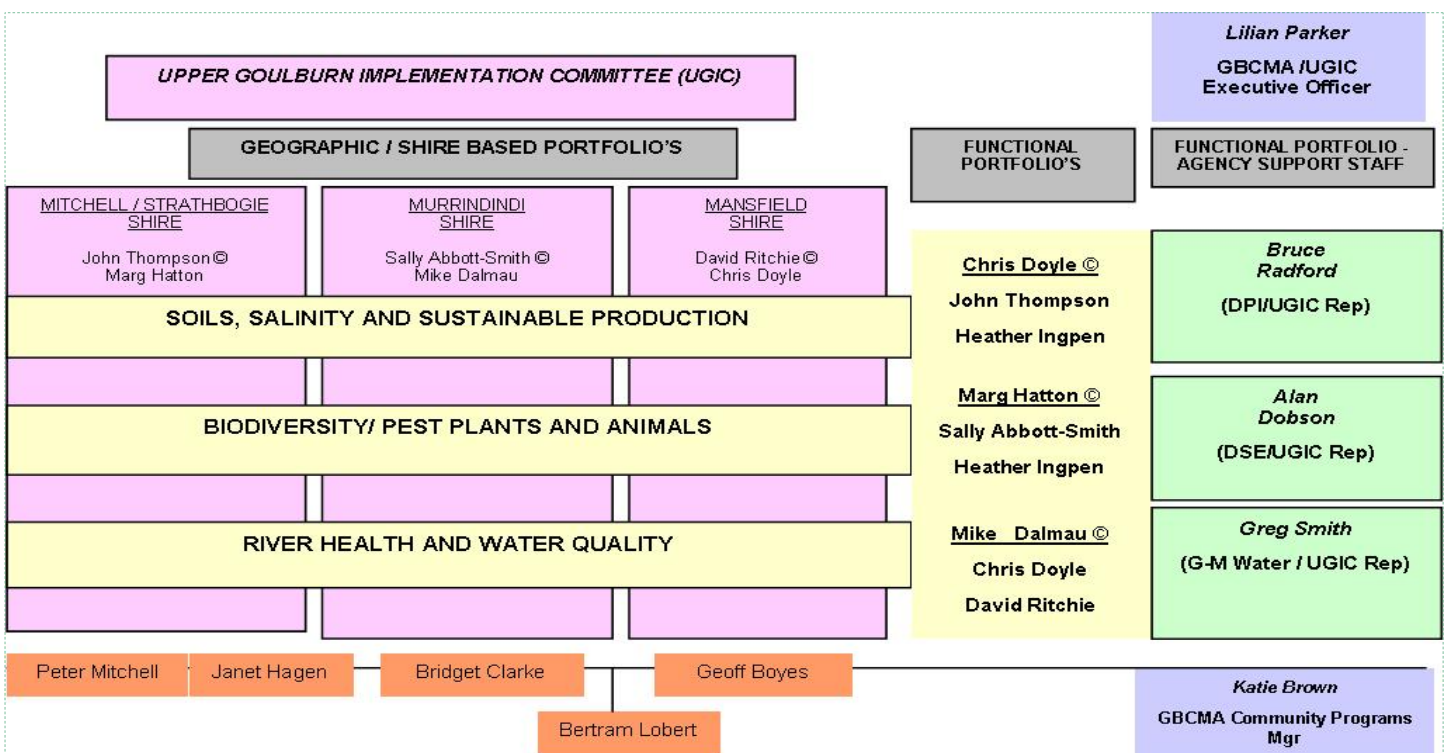 Lilian Parker
GBCMA /UGIC
Executive Officer
UPPER GOULBURN IMPLEMENTATION COMMITTEE (UGIC)
GEOGRAPHIC / SHIRE BASED PORTFOLIO'S
FUNCTIONAL
PORTFOLIO'S
FUNCTIONAL PORTFOLIO -
AGENCY SUPPORT STAFF
MITCHELL / STRATHBOGIE
SHIRE
John Thompson ©
Marg Hatton
MURRINDINDI
SHIRE
Sally Abbott-Smith ©
Mike Dalmau
MANSFIELD
SHIRE
David Ritchie ©
Chris Doyle
SOILS, SALINITY AND SUSTAINABLE PRODUCTION
Chris Doyle ©
John Thompson
Heather Ingpen
Bruce
Radford
(DPI/UGIC Rep)
BIODIVERSITY/ PEST PLANTS AND ANIMALS
Marg Hatton ©
Sally Abbott-Smith
Heather Ingpen
Alan
Dobson
(DSE/UGIC Rep)
RIVER HEALTH AND WATER QUALITY
Mike Dalmau ©
Chris Doyle
David Ritchie
Greg Smith
(G-M Water / UGIC Rep)
Peter Mitchell
Janet Hagen
Bridget Clarke
Geoff Boyes
Bertram Lobert
Katie Brown
GBCMA Community Programs
Mgr